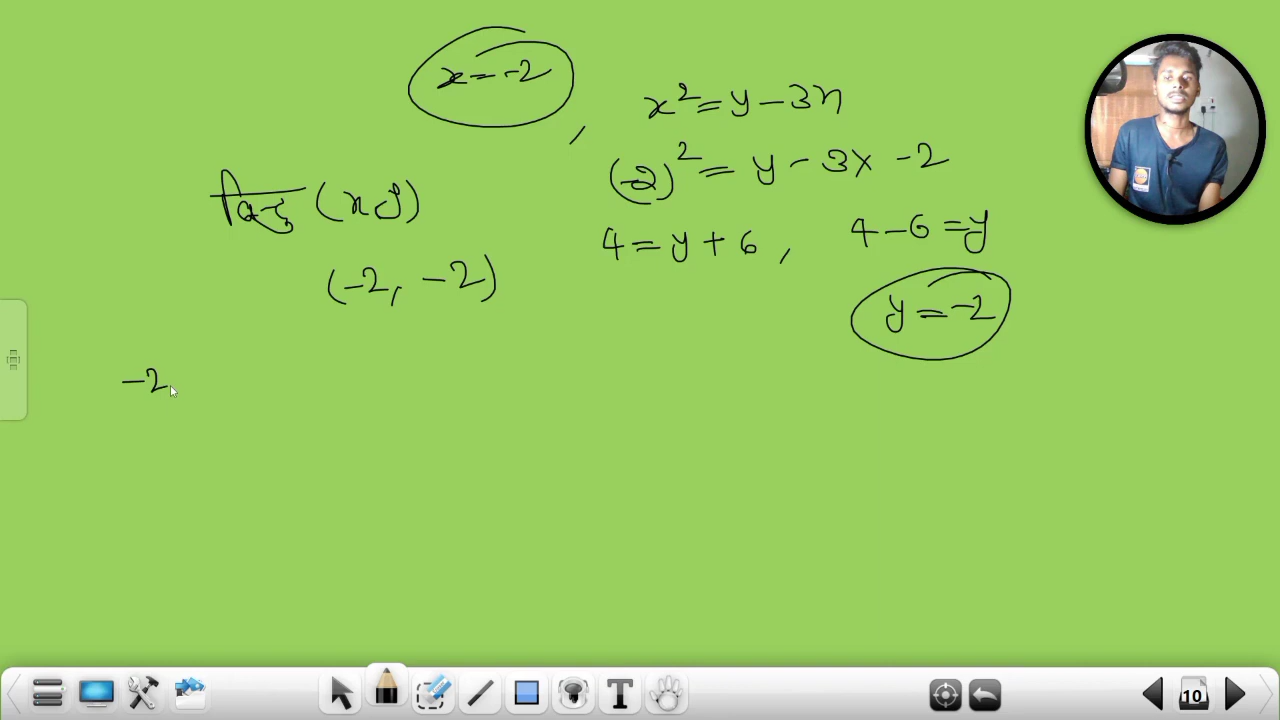 x = -2
, x² = y - 3x
(-2)² = y - 3x -2
(x y)
4 = y + 6 , 4 - 6 = y
(-2, -2)
y = -2
-2
10